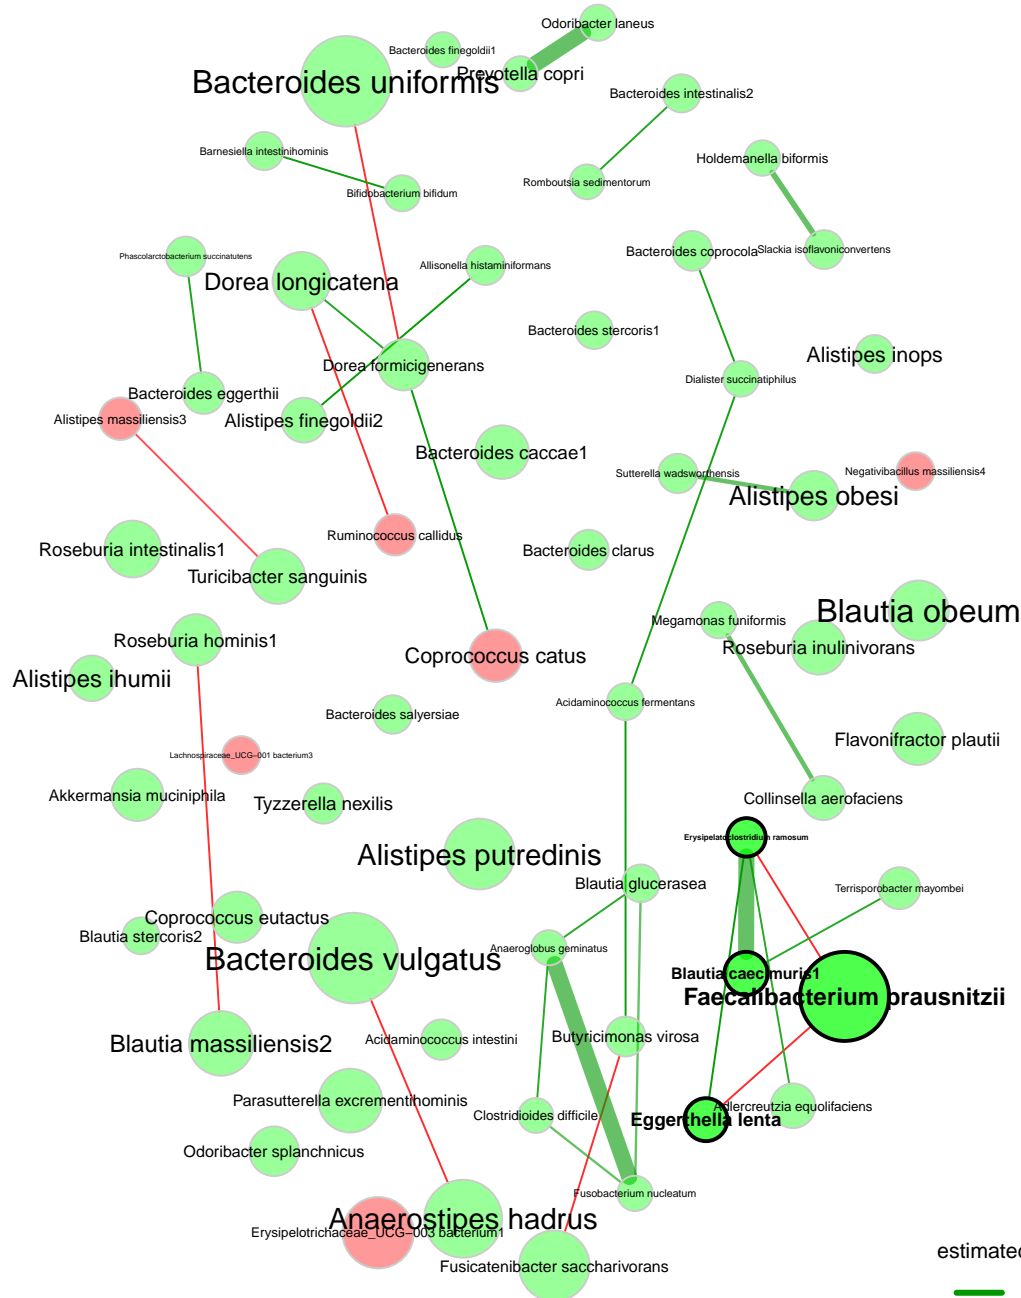 Odoribacter laneus
Bacteroides finegoldii1
Prevotella copri
Bacteroides uniformis
Bacteroides intestinalis2
Barnesiella intestinihominis
Holdemanella biformis
Romboutsia sedimentorum
Bifidobacterium bifidum
Bacteroides coprocola
Slackia isoflavoniconvertens
Phascolarctobacterium succinatutens
Allisonella histaminiformans
Dorea longicatena
Bacteroides stercoris1
Alistipes inops
Dorea formicigenerans
Dialister succinatiphilus
Bacteroides eggerthii
Alistipes massiliensis3
Alistipes finegoldii2
Bacteroides caccae1
Sutterella wadsworthensis
Negativibacillus massiliensis4
Alistipes obesi
Ruminococcus callidus
Roseburia intestinalis1
Bacteroides clarus
Turicibacter sanguinis
Blautia obeum
Megamonas funiformis
Roseburia hominis1
Roseburia inulinivorans
Coprococcus catus
Alistipes ihumii
Acidaminococcus fermentans
Bacteroides salyersiae
Flavonifractor plautii
Lachnospiraceae_UCG−001 bacterium3
Akkermansia muciniphila
Tyzzerella nexilis
Collinsella aerofaciens
Erysipelatoclostridium ramosum
Alistipes putredinis
Blautia glucerasea
Terrisporobacter mayombei
Coprococcus eutactus
Blautia stercoris2
Anaeroglobus geminatus
Bacteroides vulgatus
Blautia caecimuris1
Faecalibacterium prausnitzii
Blautia massiliensis2
Acidaminococcus intestini
Butyricimonas virosa
Parasutterella excrementihominis
Adlercreutzia equolifaciens
Clostridioides difficile
Eggerthella lenta
Odoribacter splanchnicus
Fusobacterium nucleatum
Anaerostipes hadrus
Erysipelotrichaceae_UCG−003 bacterium1
Fusicatenibacter saccharivorans
estimated